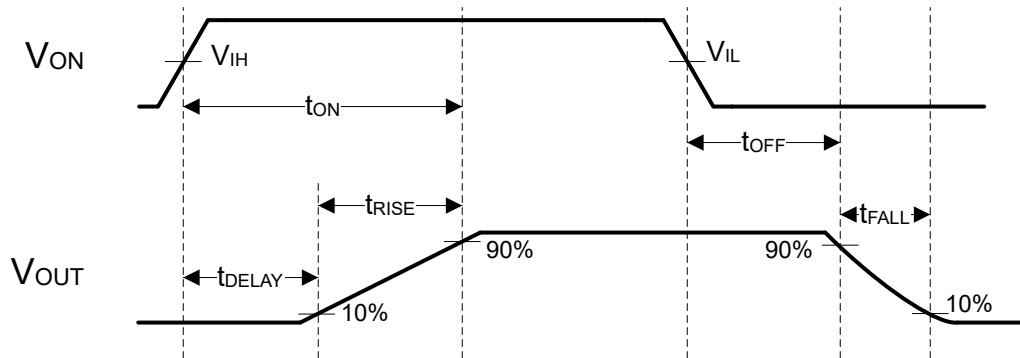 VON
VIH
VIL
tON
tOFF
tRISE
tFALL
VOUT
tDELAY
90%
90%
10%
10%